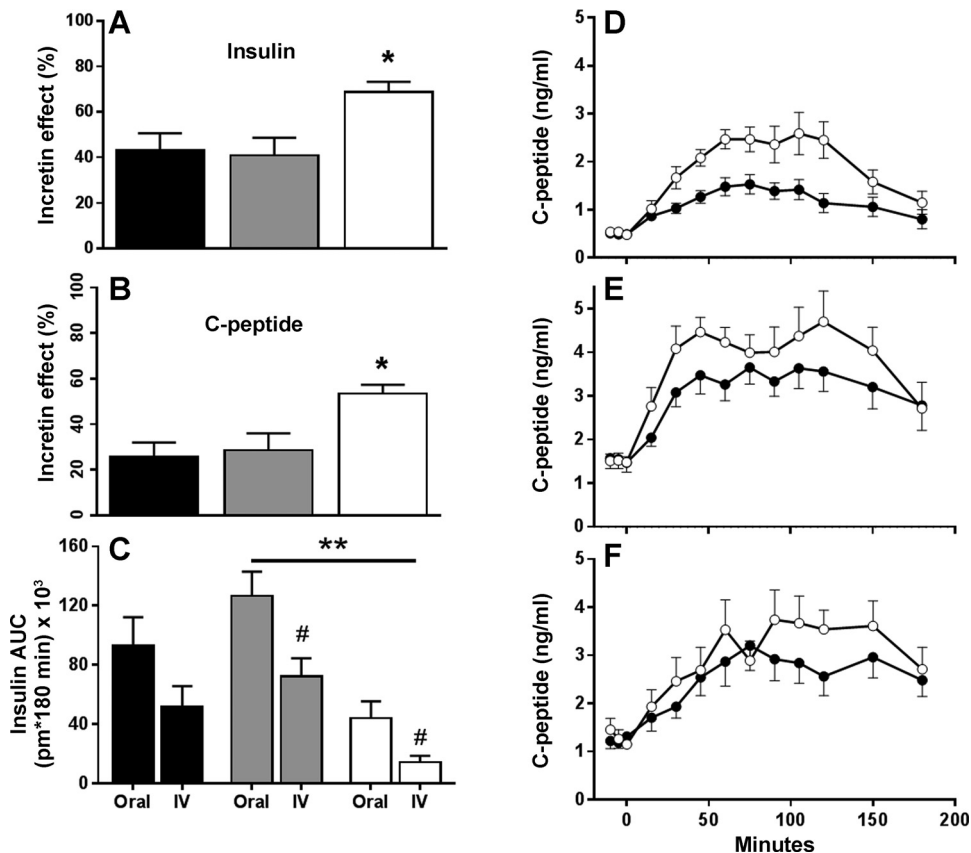 A
Insulin
Incretin effect (%)
100
80
60
40
20
0
*
B
C-peptide
Incretin effect (%)
100
80
60
40
20
0
*
C
**
Insulin AUC
(pm*180 min) x 10³
160
120
80
40
0
#
#
Oral IV Oral IV Oral IV
D
C-peptide (ng/ml)
5
4
3
2
1
0
E
C-peptide (ng/ml)
5
4
3
2
1
0
F
C-peptide (ng/ml)
5
4
3
2
1
0
0 50 100 150 200
Minutes